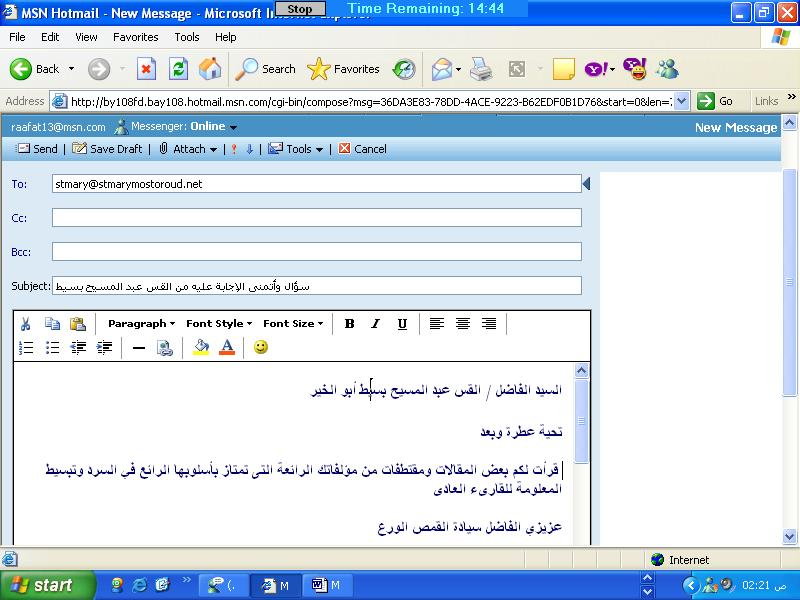 MSN Hotmail - New Message - Microsoft Internet Explorer
Stop
Time Remaining: 14:44
File Edit View Favorites Tools Help
Back Search Favorites
Address http://by108fd.bay108.hotmail.msn.com/cgi-bin/compose?msg=36DA3E83-78DD-4ACE-9223-B62EDF0B1D76&start=0&len= Go Links »
raafat13@msn.com Messenger: Online New Message
Send | Save Draft | Attach | ! | Tools | Cancel
To: stmary@stmarymostoroud.net
Cc:
Bcc:
Subject: سؤال وأتمنى الإجابة عليه من القس عبد المسيح بسيط
Paragraph Font Style Font Size B I U
السيد الفاضل / القس عبد المسيح بسيط أبو الخير
تحية عطرة وبعد
قرأت لكم بعض المقالات ومقتطفات من مؤلفاتك الرائعة التى تمتاز بأسلوبها الرائع في السرد وتبسيط
المعلومة للقارىء العادى
عزيزي الفاضل سيادة القمص الورع
Internet
start » (. M M 02:21 ص